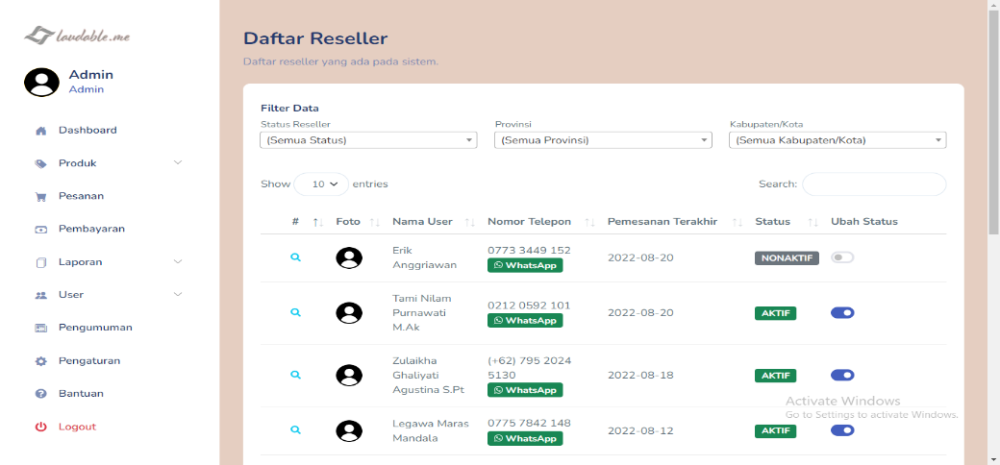 laudable.me
Admin
Admin
Dashboard
Produk
Pesanan
Pembayaran
Laporan
User
Pengumuman
Pengaturan
Bantuan
Logout
Daftar Reseller
Daftar reseller yang ada pada sistem.
Filter Data
Status Reseller Provinsi Kabupaten/Kota
(Semua Status) (Semua Provinsi) (Semua Kabupaten/Kota)
Show 10 entries Search:
# Foto Nama User Nomor Telepon Pemesanan Terakhir Status Ubah Status
Erik
Anggriawan
0773 3449 152
WhatsApp
2022-08-20
NONAKTIF
Tami Nilam
Purnawati
M.Ak
0212 0592 101
WhatsApp
2022-08-20
AKTIF
Zulaikha
Ghaliyati
Agustina S.Pt
(+62) 795 2024
5130
WhatsApp
2022-08-18
AKTIF
Legawa Maras
Mandala
0775 7842 148
WhatsApp
2022-08-12
AKTIF
Activate Windows
Go to Settings to activate Windows.